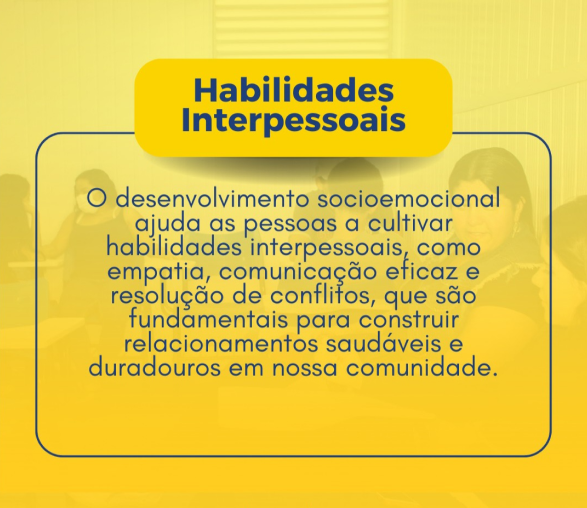 Habilidades
Interpessoais
O desenvolvimento socioemocional
ajuda as pessoas a cultivar
habilidades interpessoais, como
empatia, comunicação eficaz e
resolução de conflitos, que são
fundamentais para construir
relacionamentos saudáveis e
duradouros em nossa comunidade.